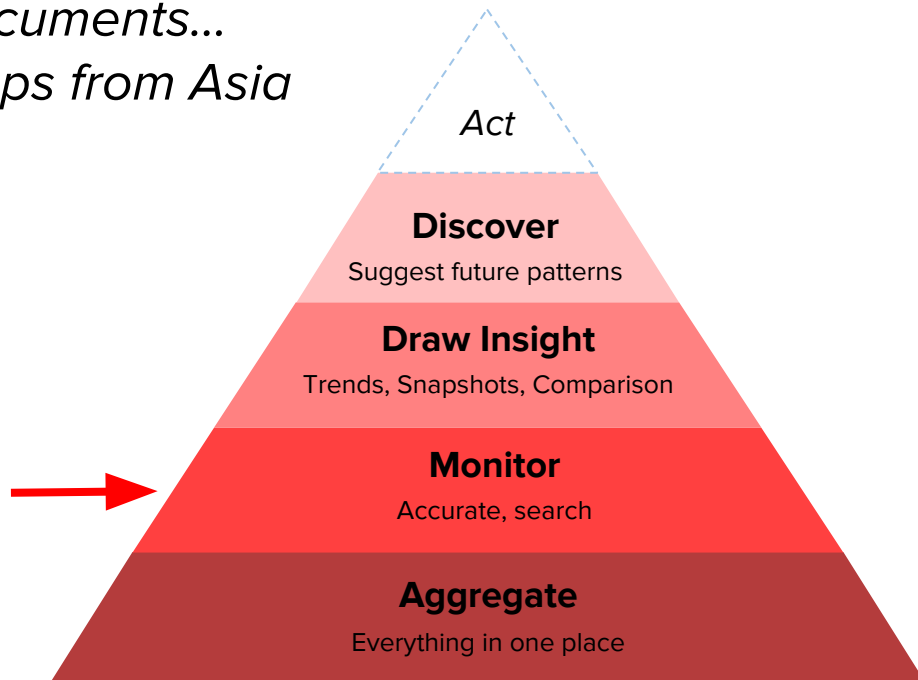 cuments...
ps from Asia
Act
Discover
Suggest future patterns
Draw Insight
Trends, Snapshots, Comparison
Monitor
Accurate, search
Aggregate
Everything in one place